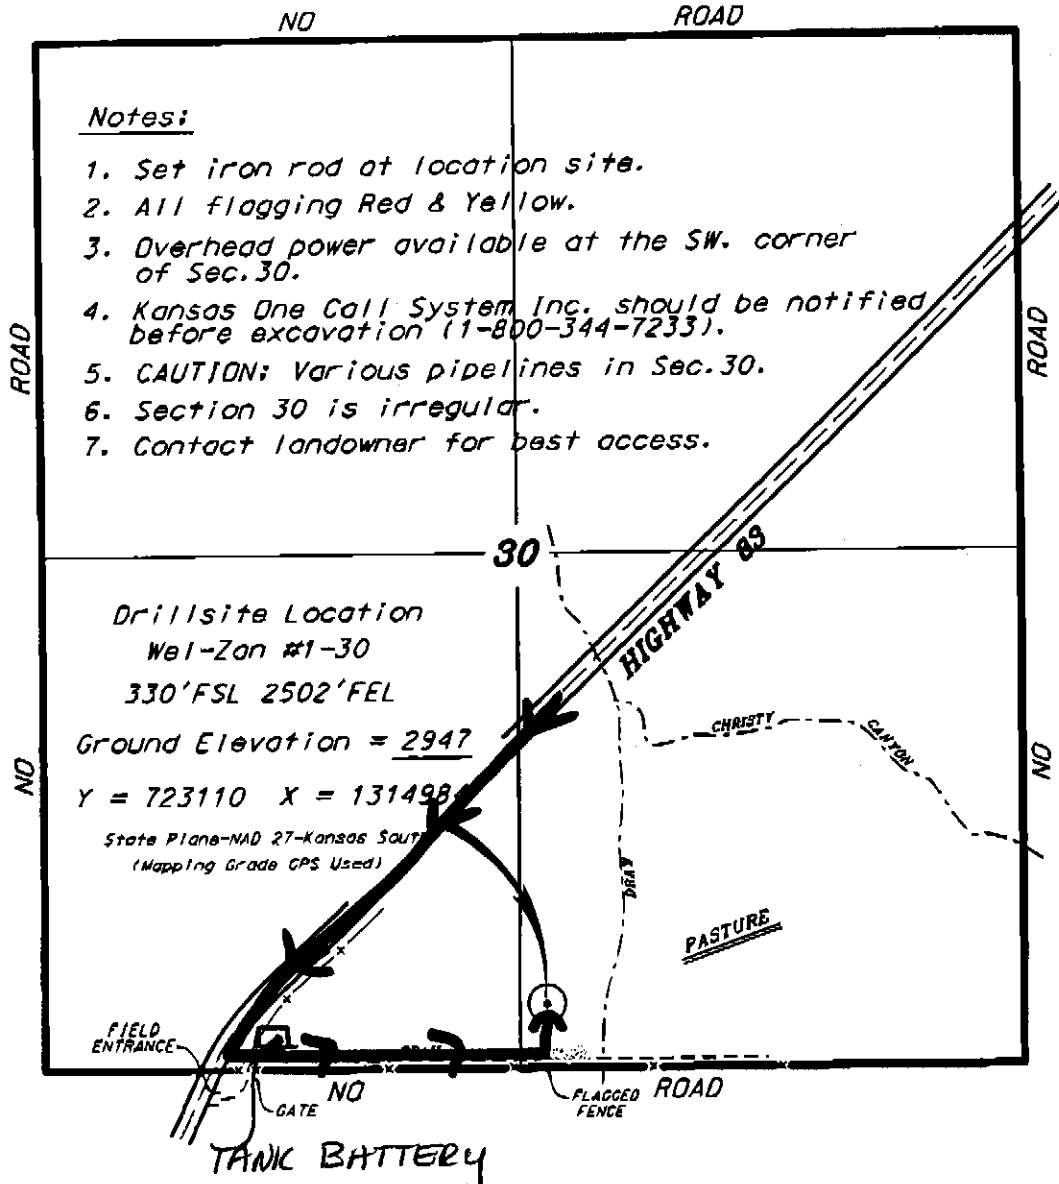 NO ROAD
Notes:
1. Set iron rod at location site.
2. All flagging Red & Yellow.
3. Overhead power available at the SW. corner
of Sec.30.
4. Kansas One Call System Inc. should be notified
before excavation (1-800-344-7233).
5. CAUTION: Various pipelines in Sec.30.
6. Section 30 is irregular.
7. Contact landowner for best access.
ROAD
ROAD
30
HIGHWAY 83
Drillsite Location
Wel-Zan #1-30
330'FSL 2502'FEL
Ground Elevation = 2947
Y = 723110 X = 1314984
State Plane-NAD 27-Kansas South
(Mapping Grade GPS Used)
NO
NO
CHRISTY
CANYON
DRAW
PASTURE
FIELD
ENTRANCE
GATE
NO ROAD
FLAGGED
FENCE
TANK BATTERY